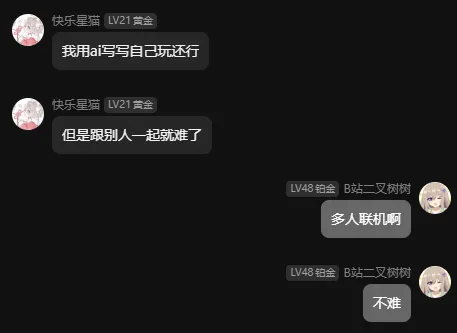 快乐星猫 LV21 黄金
我用ai写写自己玩还行
快乐星猫 LV21 黄金
但是跟别人一起就难了
LV48 铂金 B站二叉树树
多人联机啊
LV48 铂金 B站二叉树树
不难